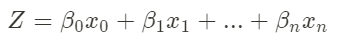 Z = β₀x₀ + β₁x₁ + ... + βₙxₙ